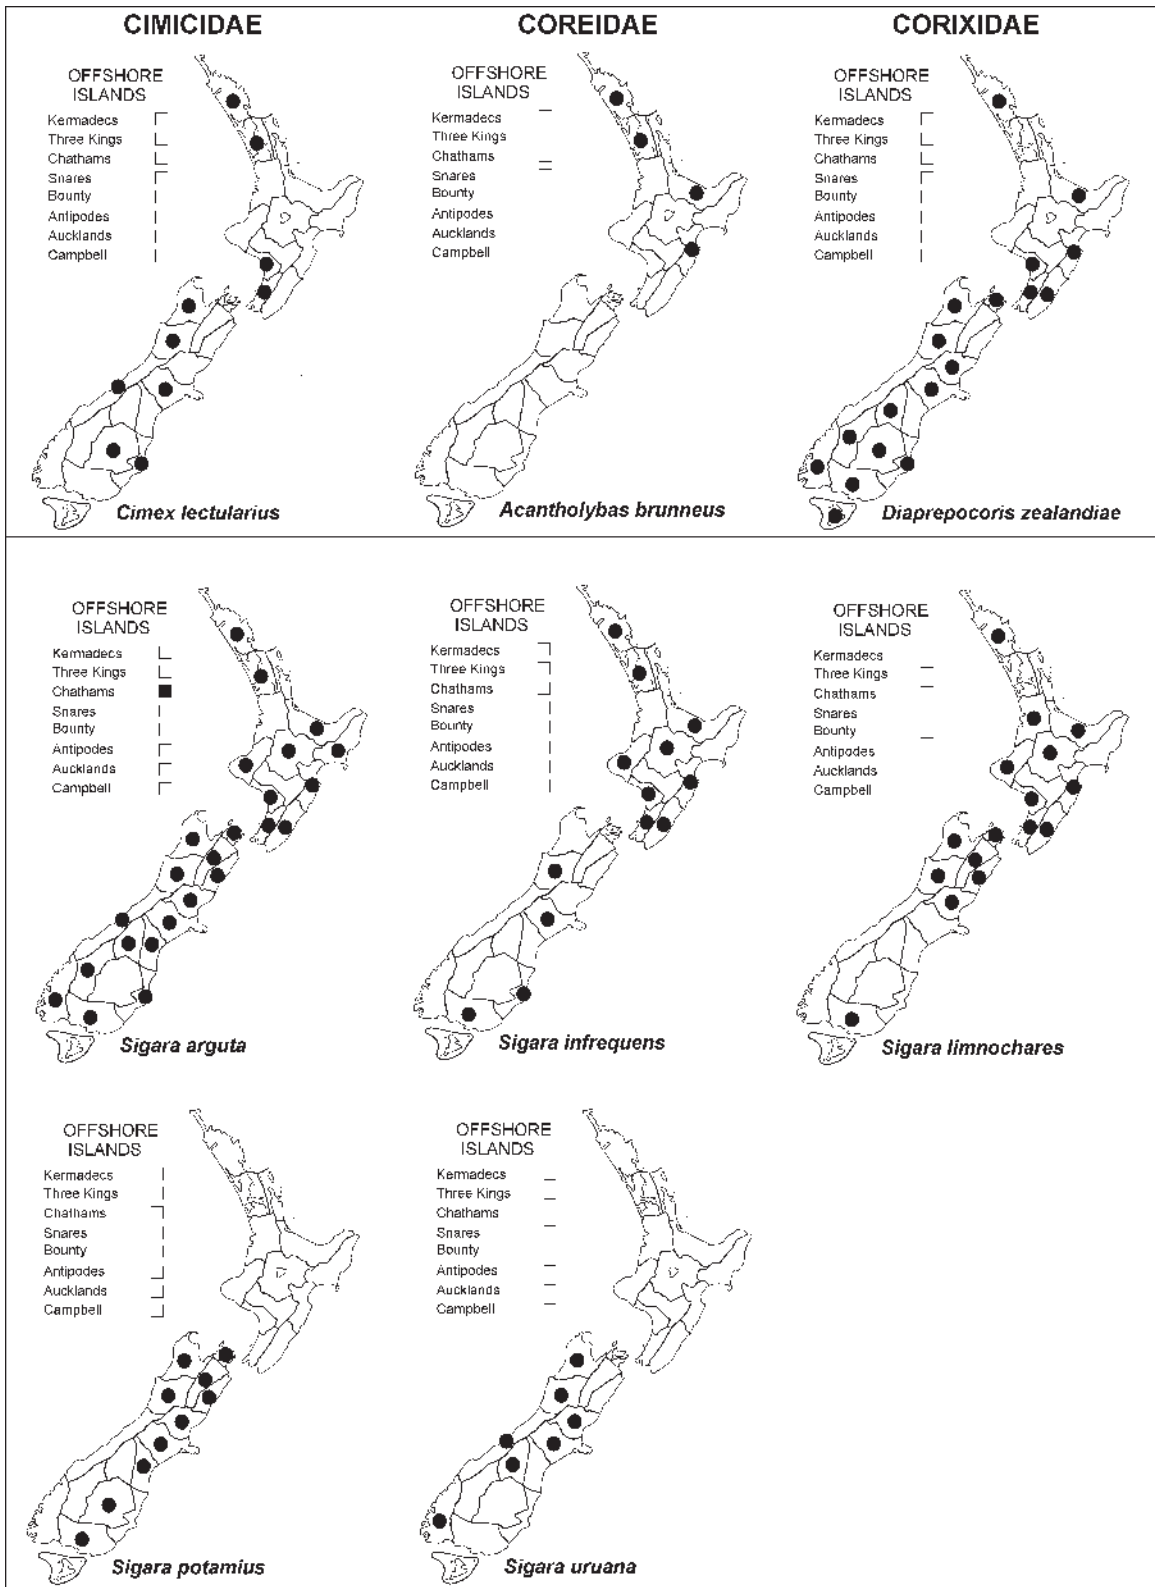 CIMICIDAE
OFFSHORE
ISLANDS
Kermadecs
Three Kings
Chathams
Snares
Bounty
Antipodes
Aucklands
Campbell
Cimex lectularius
COREIDAE
OFFSHORE
ISLANDS
Kermadecs
Three Kings
Chathams
Snares
Bounty
Antipodes
Aucklands
Campbell
Acantholybas brunneus
CORIXIDAE
OFFSHORE
ISLANDS
Kermadecs
Three Kings
Chathams
Snares
Bounty
Antipodes
Aucklands
Campbell
Diaprepocoris zealandiae
OFFSHORE
ISLANDS
Kermadecs
Three Kings
Chathams
Snares
Bounty
Antipodes
Aucklands
Campbell
Sigara arguta
OFFSHORE
ISLANDS
Kermadecs
Three Kings
Chathams
Snares
Bounty
Antipodes
Aucklands
Campbell
Sigara infrequens
OFFSHORE
ISLANDS
Kermadecs
Three Kings
Chathams
Snares
Bounty
Antipodes
Aucklands
Campbell
Sigara limnochares
OFFSHORE
ISLANDS
Kermadecs
Three Kings
Chathams
Snares
Bounty
Antipodes
Aucklands
Campbell
Sigara potamius
OFFSHORE
ISLANDS
Kermadecs
Three Kings
Chathams
Snares
Bounty
Antipodes
Aucklands
Campbell
Sigara uruana